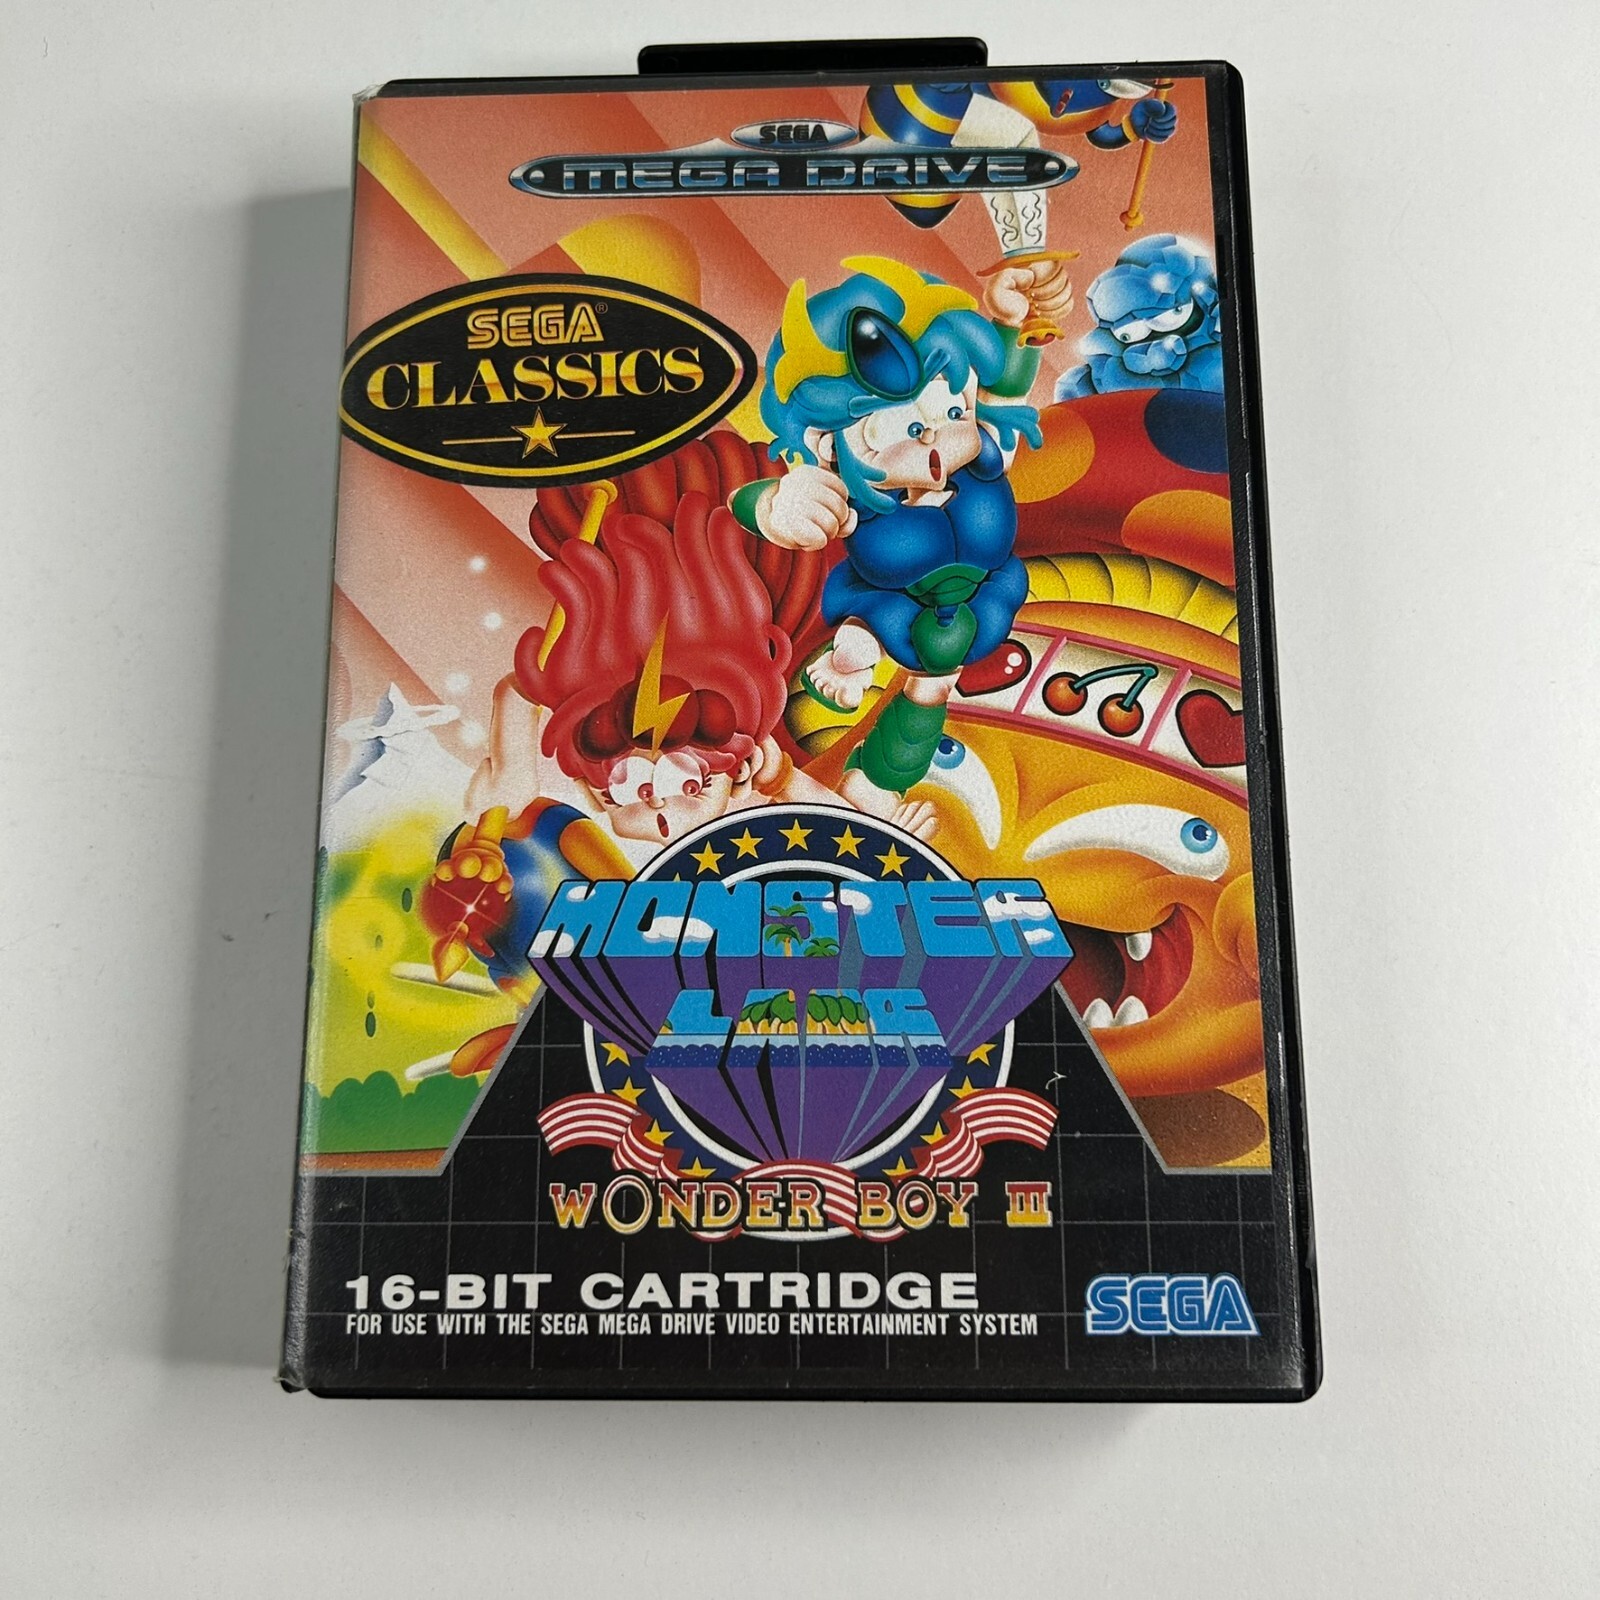 SEGA
MEGA DRIVE
SEGA®
CLASSICS
MONSTER
LAIR
WONDER BOY III
16-BIT CARTRIDGE
FOR USE WITH THE SEGA MEGA DRIVE VIDEO ENTERTAINMENT SYSTEM
SEGA